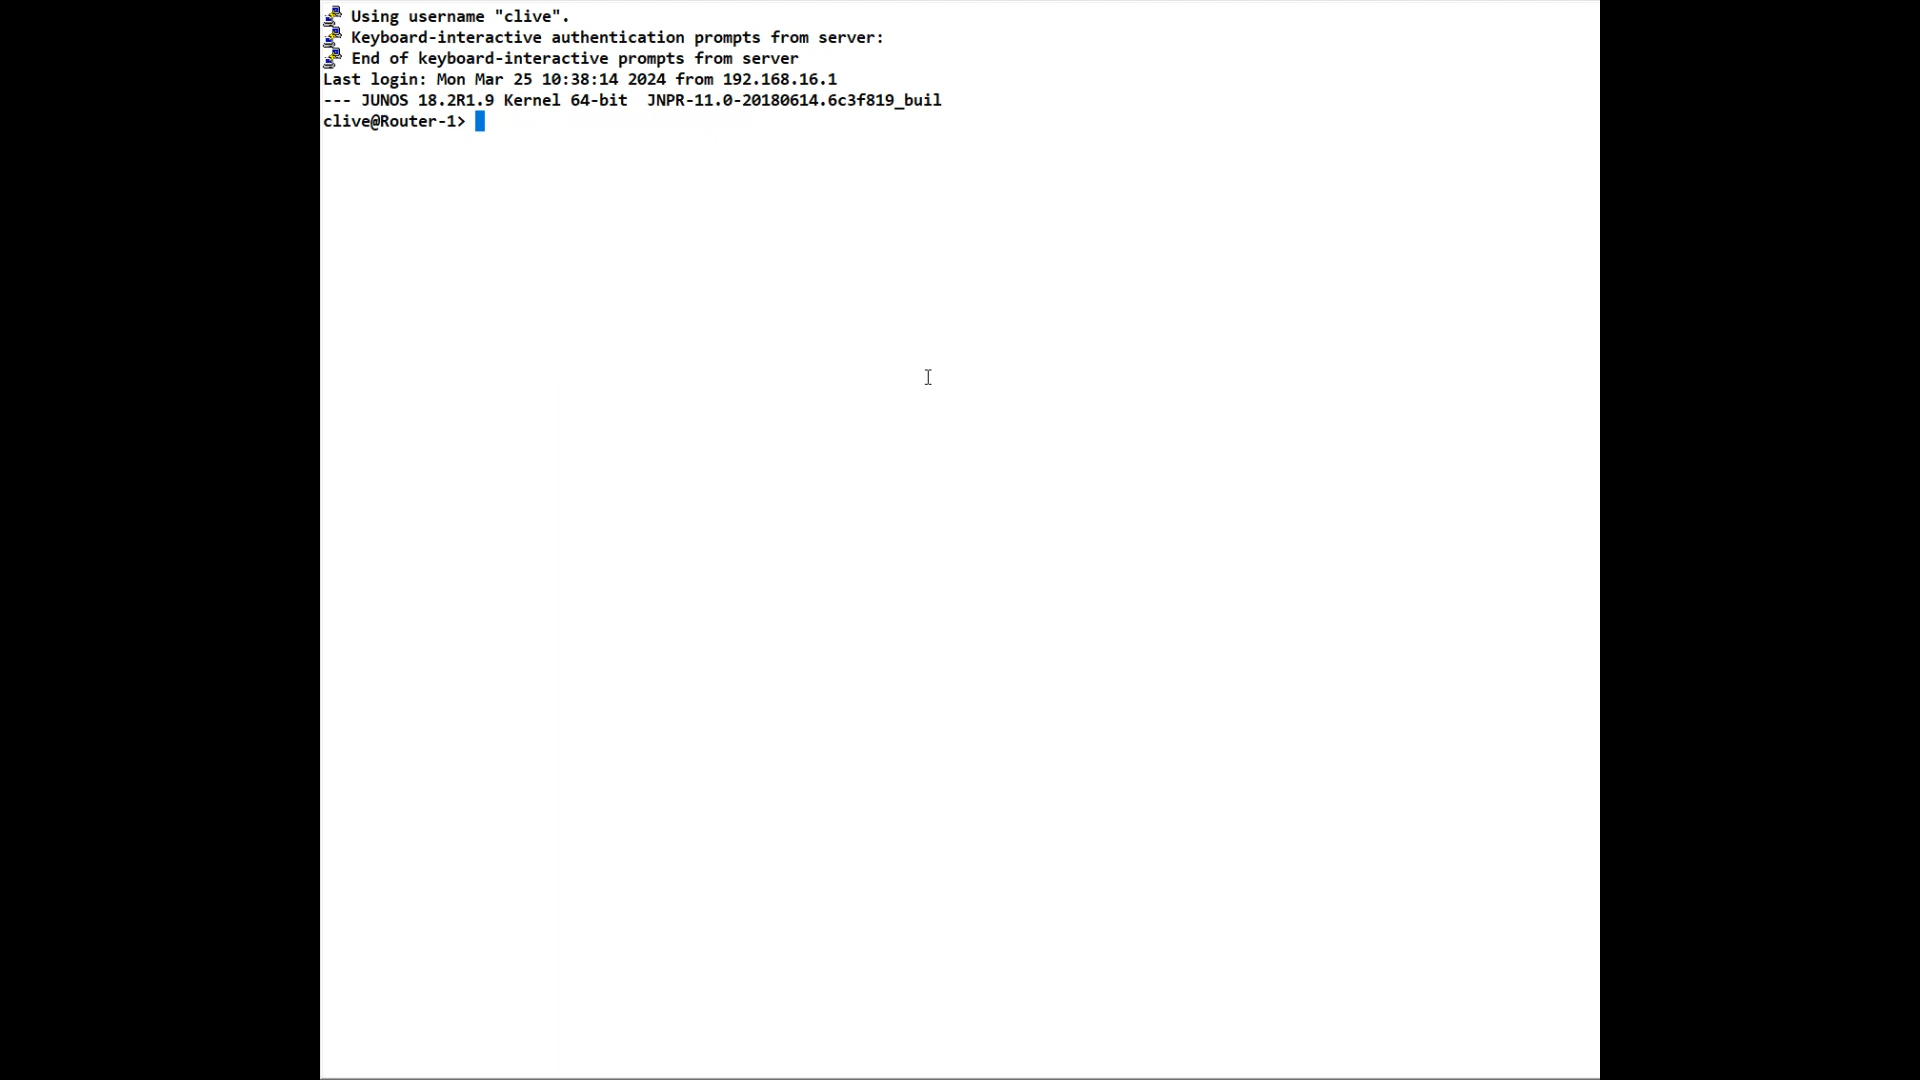 Using username "clive".
Keyboard-interactive authentication prompts from server:
End of keyboard-interactive prompts from server
Last login: Mon Mar 25 10:38:14 2024 from 192.168.16.1
--- JUNOS 18.2R1.9 Kernel 64-bit  JNPR-11.0-20180614.6c3f819_buil
clive@Router-1>